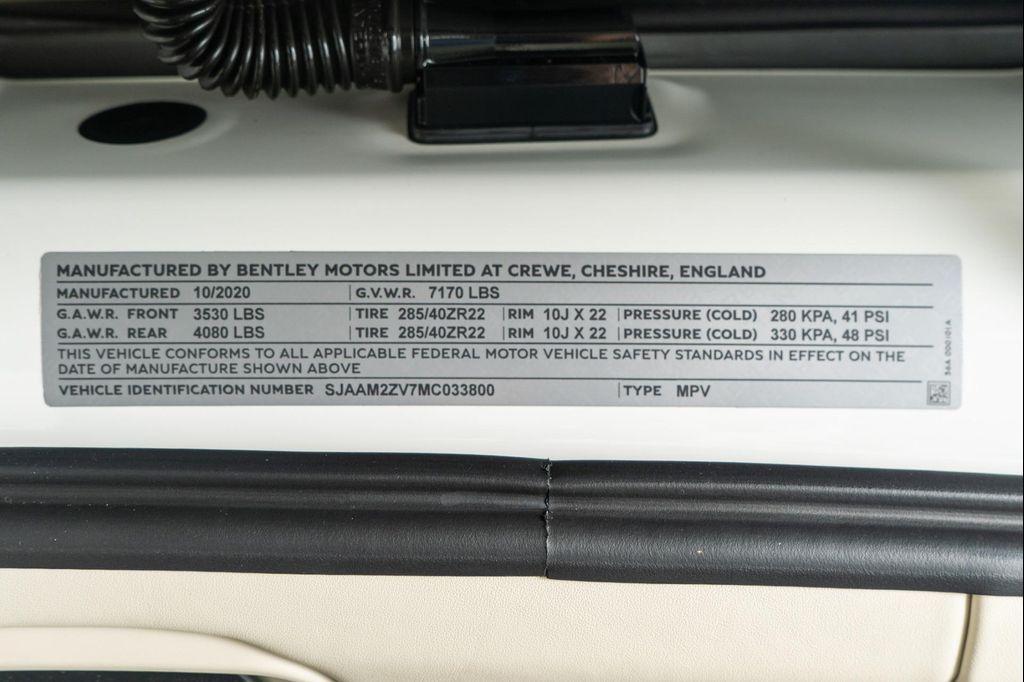 MANUFACTURED BY BENTLEY MOTORS LIMITED AT CREWE, CHESHIRE, ENGLAND
MANUFACTURED 10/2020 G.V.W.R. 7170 LBS
G.A.W.R. FRONT 3530 LBS TIRE 285/40ZR22 RIM 10J X 22 PRESSURE (COLD) 280 KPA, 41 PSI
G.A.W.R. REAR 4080 LBS TIRE 285/40ZR22 RIM 10J X 22 PRESSURE (COLD) 330 KPA, 48 PSI
THIS VEHICLE CONFORMS TO ALL APPLICABLE FEDERAL MOTOR VEHICLE SAFETY STANDARDS IN EFFECT ON THE
DATE OF MANUFACTURE SHOWN ABOVE
VEHICLE IDENTIFICATION NUMBER SJAAM2ZV7MC033800 TYPE MPV
36A 000101A